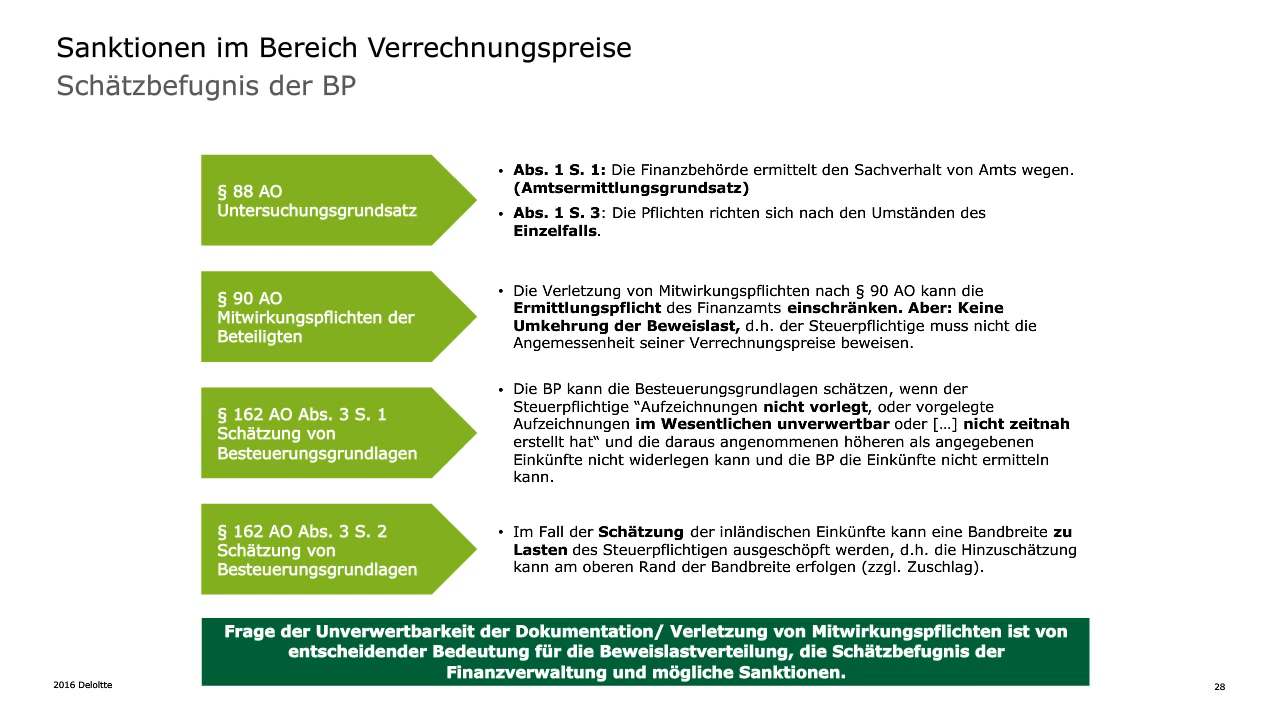 Sanktionen im Bereich Verrechnungspreise
Schätzbefugnis der BP
§ 88 AO
Untersuchungsgrundsatz
• Abs. 1 S. 1: Die Finanzbehörde ermittelt den Sachverhalt von Amts wegen.
(Amtsermittlungsgrundsatz)
• Abs. 1 S. 3: Die Pflichten richten sich nach den Umständen des
Einzelfalls.
§ 90 AO
Mitwirkungspflichten der
Beteiligten
• Die Verletzung von Mitwirkungspflichten nach § 90 AO kann die
Ermittlungspflicht des Finanzamts einschränken. Aber: Keine
Umkehrung der Beweislast, d.h. der Steuerpflichtige muss nicht die
Angemessenheit seiner Verrechnungspreise beweisen.
§ 162 AO Abs. 3 S. 1
Schätzung von
Besteuerungsgrundlagen
• Die BP kann die Besteuerungsgrundlagen schätzen, wenn der
Steuerpflichtige “Aufzeichnungen nicht vorlegt, oder vorgelegte
Aufzeichnungen im Wesentlichen unverwertbar oder […] nicht zeitnah
erstellt hat“ und die daraus angenommenen höheren als angegebenen
Einkünfte nicht widerlegen kann und die BP die Einkünfte nicht ermitteln
kann.
§ 162 AO Abs. 3 S. 2
Schätzung von
Besteuerungsgrundlagen
• Im Fall der Schätzung der inländischen Einkünfte kann eine Bandbreite zu
Lasten des Steuerpflichtigen ausgeschöpft werden, d.h. die Hinzuschätzung
kann am oberen Rand der Bandbreite erfolgen (zzgl. Zuschlag).
Frage der Unverwertbarkeit der Dokumentation/ Verletzung von Mitwirkungspflichten ist von
entscheidender Bedeutung für die Beweislastverteilung, die Schätzbefugnis der
Finanzverwaltung und mögliche Sanktionen.
2016 Deloitte
28